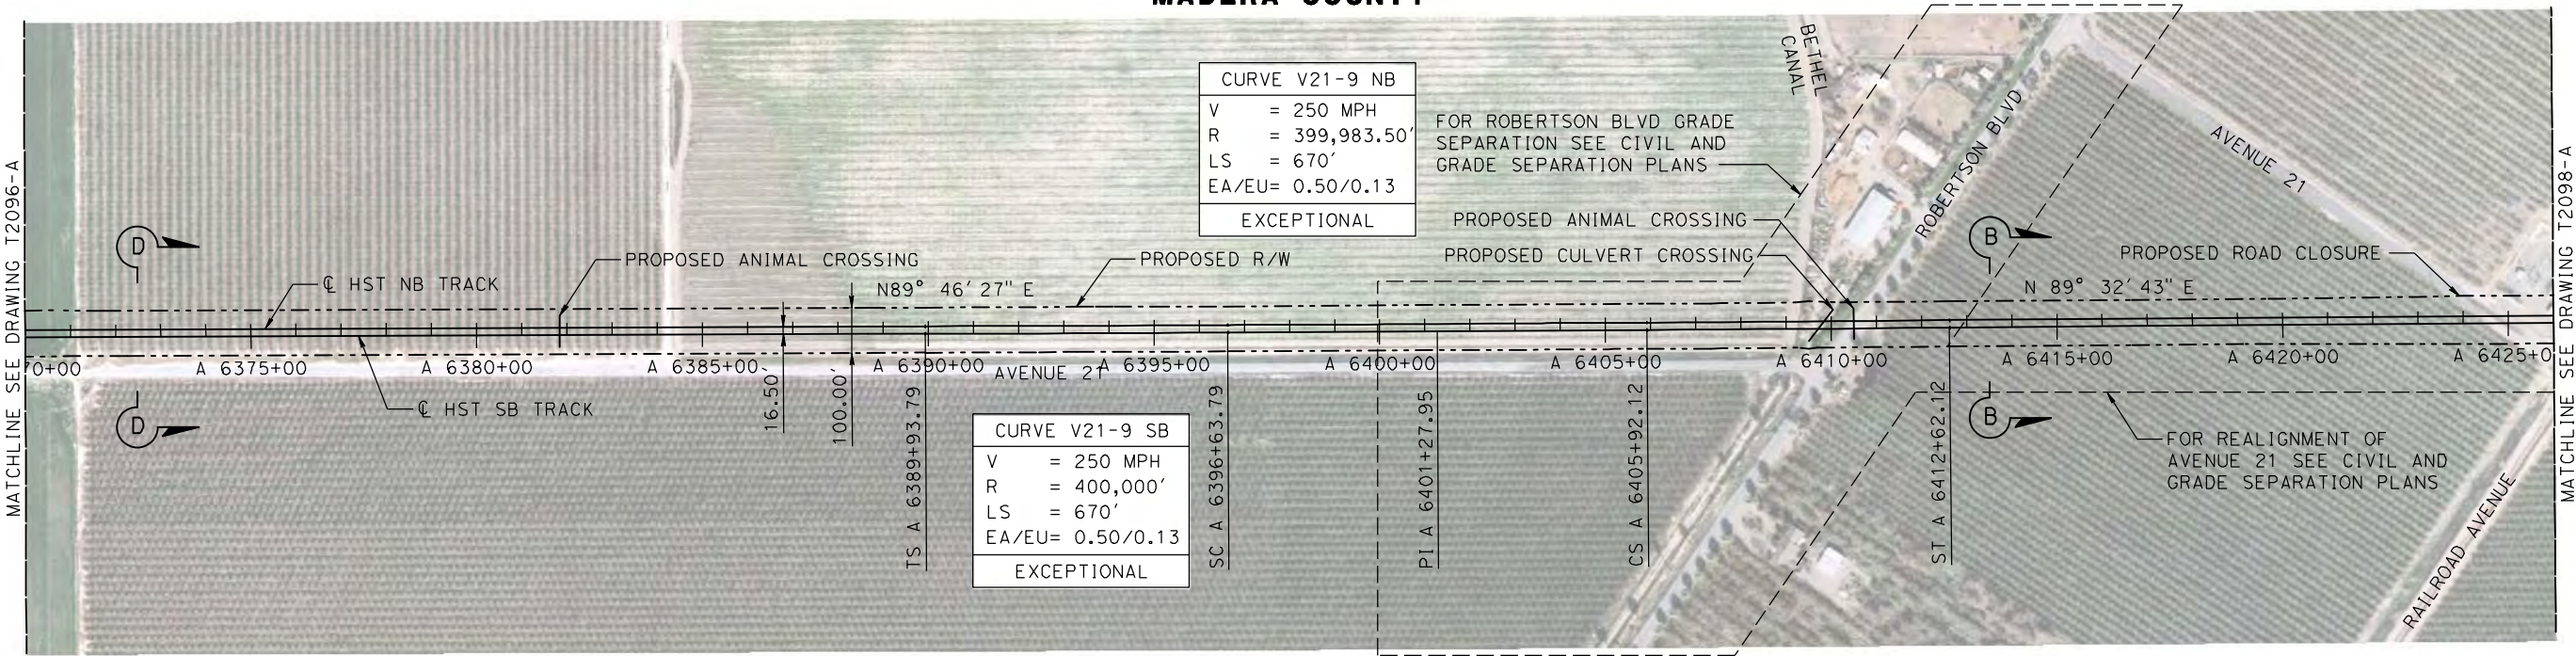 MADERA COUNTY
MATCHLINE SEE DRAWING T2096-A
BETHEL
CANAL
CURVE V21-9 NB
V = 250 MPH
R = 399,983.50'
LS = 670'
EA/EU= 0.50/0.13
EXCEPTIONAL
FOR ROBERTSON BLVD GRADE
SEPARATION SEE CIVIL AND
GRADE SEPARATION PLANS
ROBERTSON BLVD
AVENUE 21
PROPOSED ANIMAL CROSSING
PROPOSED CULVERT CROSSING
D
B
PROPOSED ROAD CLOSURE
PROPOSED ANIMAL CROSSING
PROPOSED R/W
℄ HST NB TRACK
N89° 46' 27" E
N 89° 32' 43" E
70+00
A 6375+00
A 6380+00
A 6385+00
A 6390+00
AVENUE 21
A 6395+00
A 6400+00
A 6405+00
A 6410+00
A 6415+00
A 6420+00
A 6425+0
℄ HST SB TRACK
D
B
16.50'
100.00'
TS A 6389+93.79
SC A 6396+63.79
PI A 6401+27.95
CS A 6405+92.12
ST A 6412+62.12
CURVE V21-9 SB
V = 250 MPH
R = 400,000'
LS = 670'
EA/EU= 0.50/0.13
EXCEPTIONAL
FOR REALIGNMENT OF
AVENUE 21 SEE CIVIL AND
GRADE SEPARATION PLANS
RAILROAD AVENUE
MATCHLINE SEE DRAWING T2098-A